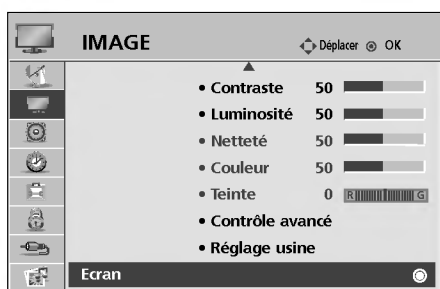 IMAGE Déplacer OK
• Contraste 50
• Luminosité 50
• Netteté 50
• Couleur 50
• Teinte 0 R G
• Contrôle avancé
• Réglage usine
Ecran